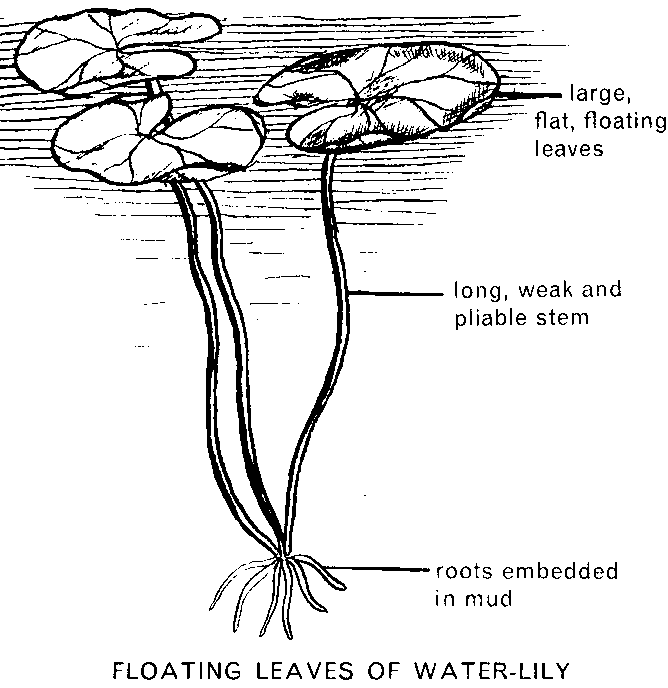 large,
flat, floating
leaves
long, weak and
pliable stem
roots embedded
in mud
FLOATING LEAVES OF WATER-LILY